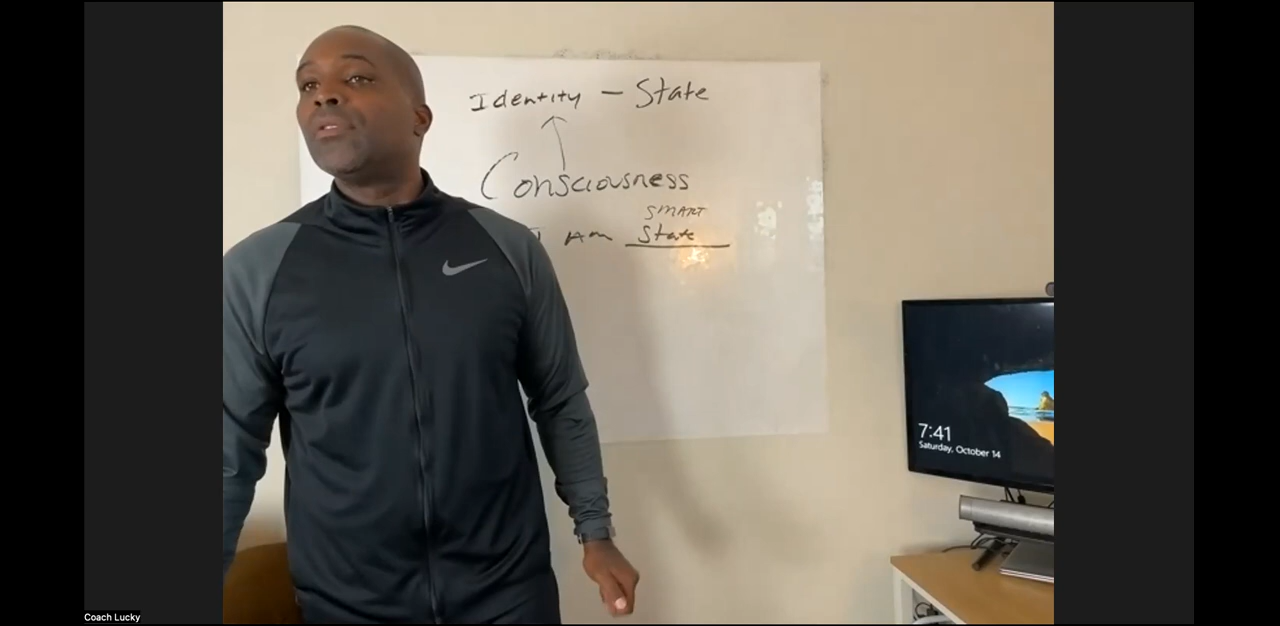 Identity – State
Consciousness
SMART
I Am State
7:41
Saturday, October 14
Coach Lucky